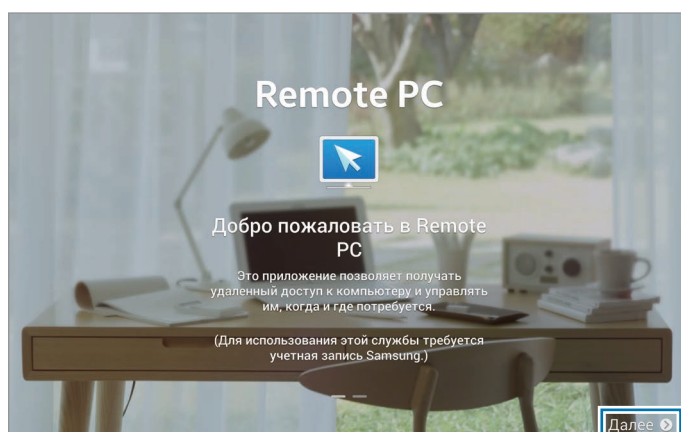 Remote PC
Добро пожаловать в Remote
PC
Это приложение позволяет получать
удаленный доступ к компьютеру и управлять
им, когда и где потребуется.
(Для использования этой службы требуется
учетная запись Samsung.)
Далее